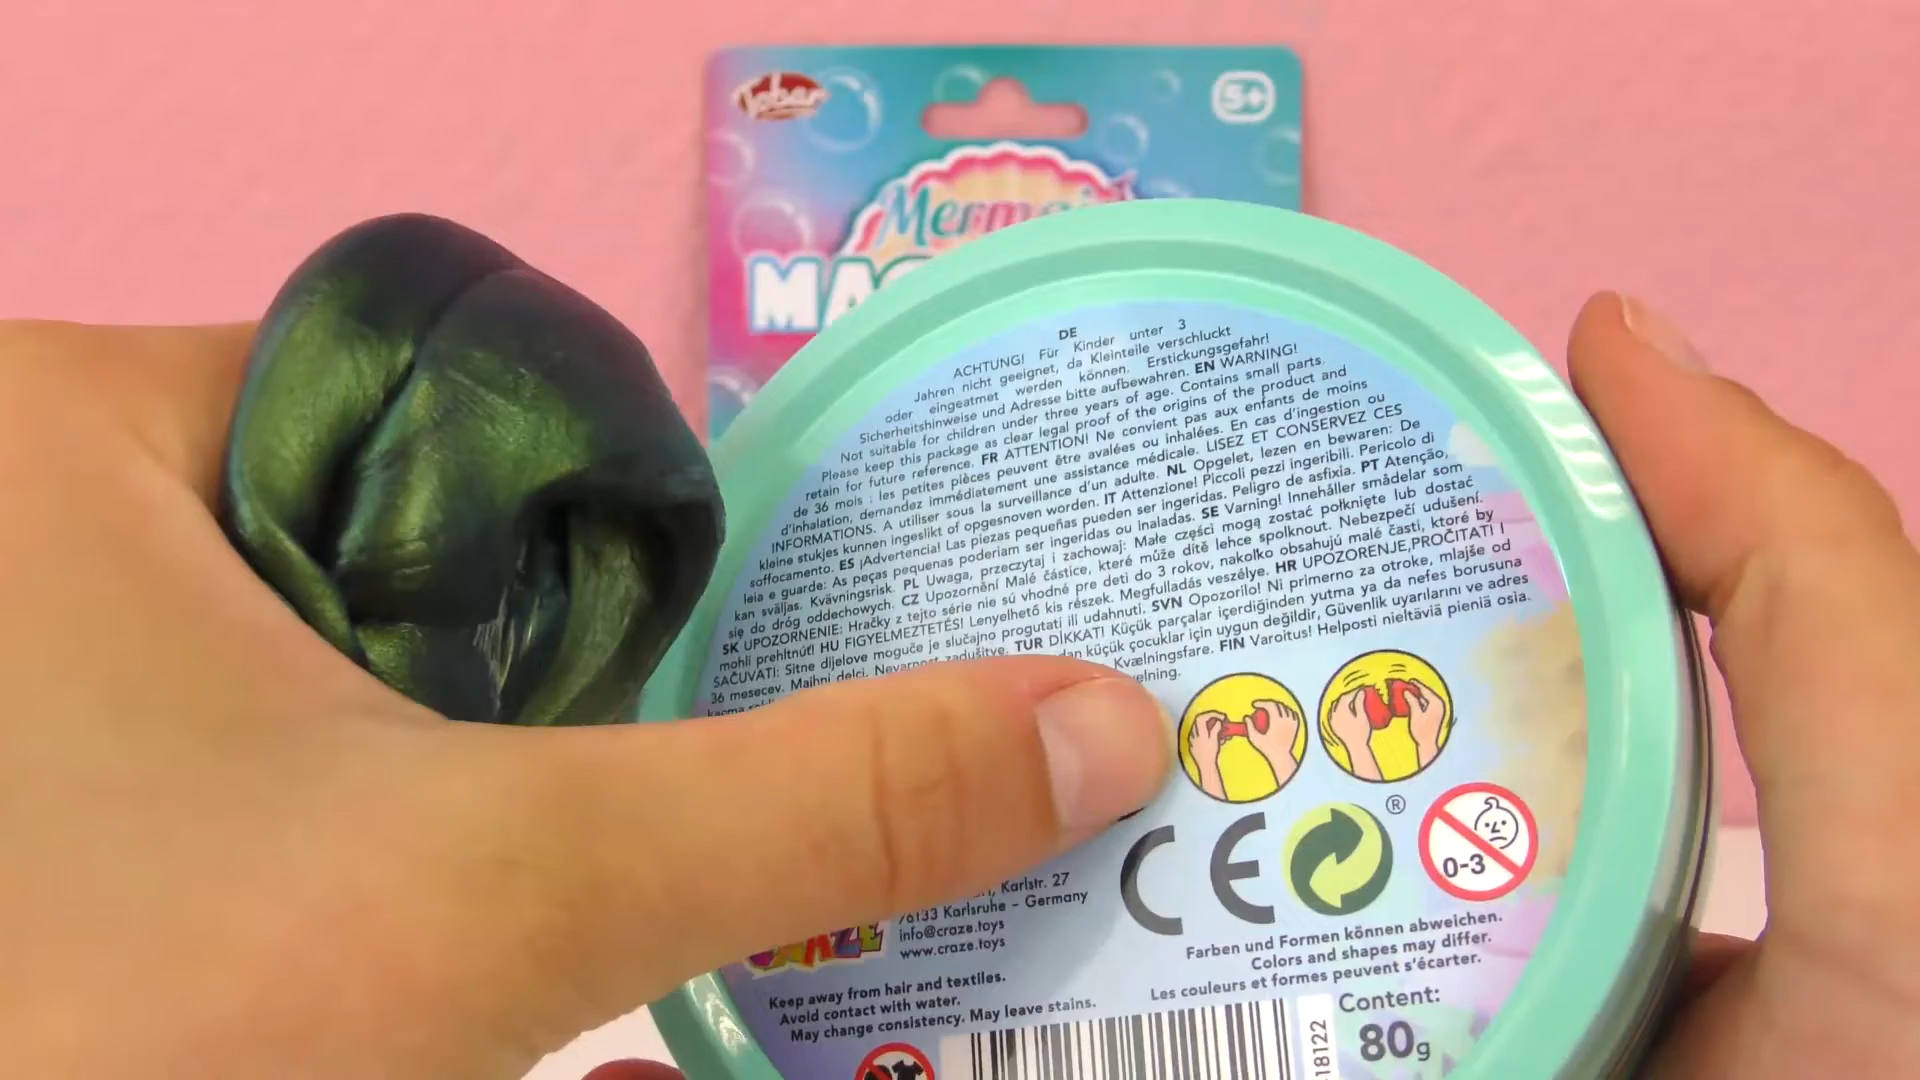 Tobar
5+
Mermai
MA
DE
ACHTUNG! Für Kinder unter 3
Jahren nicht geeignet, da Kleinteile verschluckt
oder eingeatmet werden können. Erstickungsgefahr!
Sicherheitshinweise und Adresse bitte aufbewahren. EN WARNING!
Not suitable for children under three years of age. Contains small parts.
Please keep this package as clear legal proof of the origins of the product and
retain for future reference. FR ATTENTION! Ne convient pas aux enfants de moins
de 36 mois : les petites pièces peuvent être avalées ou inhalées. En cas d'ingestion ou
d'inhalation, demandez immédiatement une assistance médicale. LISEZ ET CONSERVEZ CES
INFORMATIONS. A utiliser sous la surveillance d'un adulte. NL Opgelet, lezen en bewaren: De
kleine stukjes kunnen ingeslikt of opgesnoven worden. IT Attenzione! Piccoli pezzi ingeribili. Pericolo di
soffocamento. ES ¡Advertencia! Las piezas pequeñas pueden ser ingeridas. Peligro de asfixia. PT Atenção,
leia e guarde: As peças pequenas poderiam ser ingeridas ou inaladas. SE Varning! Innehåller smådelar som
kan sväljas. Kvävningsrisk. PL Uwaga, przeczytaj i zachowaj: Małe części mogą zostać połknięte lub dostać
się do dróg oddechowych. CZ Upozornění Malé částice, které může dítě lehce spolknout. Nebezpečí udušení.
SK UPOZORNENIE: Hračky z tejto série nie sú vhodné pre deti do 3 rokov, nakoľko obsahujú malé časti, ktoré by
mohli prehltnúť! HU FIGYELMEZTETÉS! Lenyelhető kis részek. Megfulladás veszélye. HR UPOZORENJE,PROČITATI I
SAČUVATI: Sitne dijelove moguče je slučajno progutati ili udahnuti. SVN Opozorilo! Ni primerno za otroke, mlajše od
36 mesecev. Majhni delci. Nevarnost zadušitve. TUR DİKKAT! Küçük parçalar içerdiğinden yutma ya da nefes borusuna
küçük çocuklar için uygun değildir, Güvenlik uyarılarını ve adres
Kvælningsfare. FIN Varoitus! Helposti nieltäviä pieniä osia.
elning.
CE
®
0-3
Karlstr. 27
76133 Karlsruhe – Germany
info@craze.toys
www.craze.toys
CRAZE
Farben und Formen können abweichen.
Colors and shapes may differ.
Les couleurs et formes peuvent s'écarter.
Keep away from hair and textiles.
Avoid contact with water.
May change consistency. May leave stains.
Content:
80g
18122